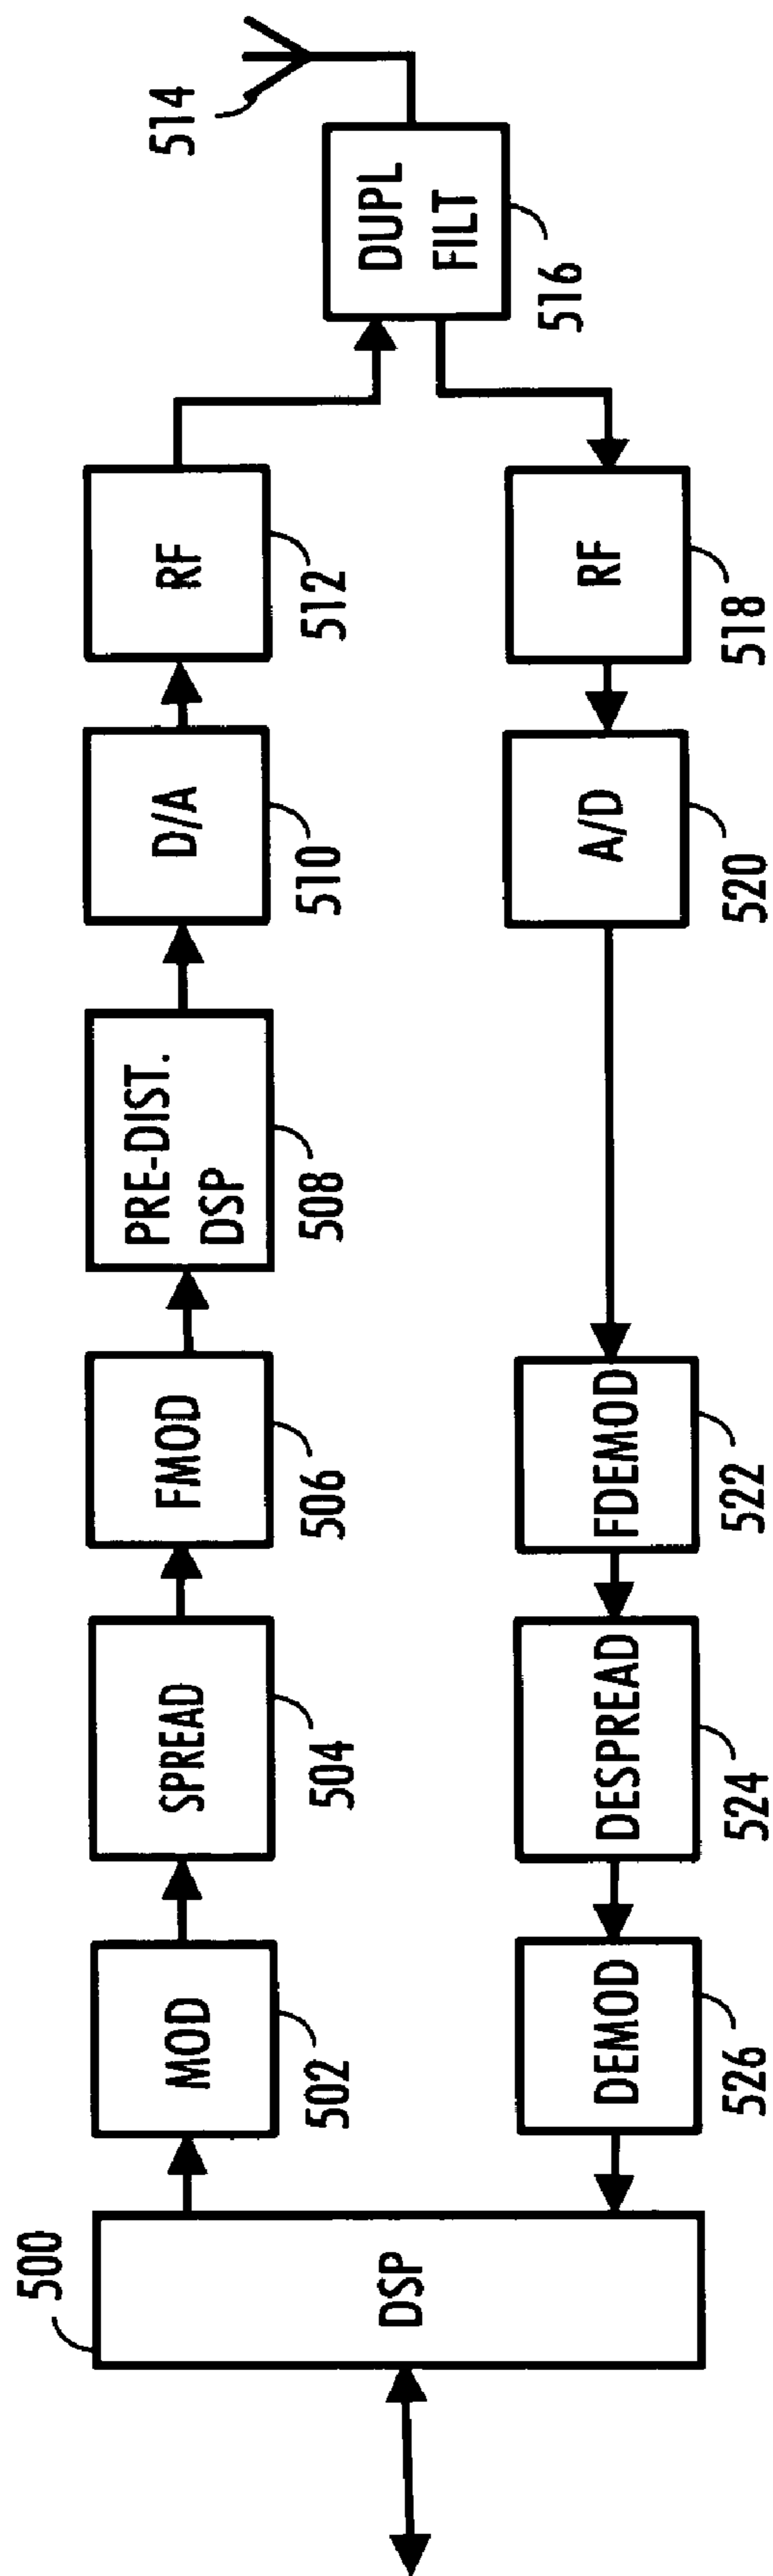 500
DSP
MOD
502
SPREAD
504
FMOD
506
PRE-DIST.
DSP
508
D/A
510
RF
512
514
DUPL
FILT
516
RF
518
A/D
520
FDEMOD
522
DESPREAD
524
DEMOD
526